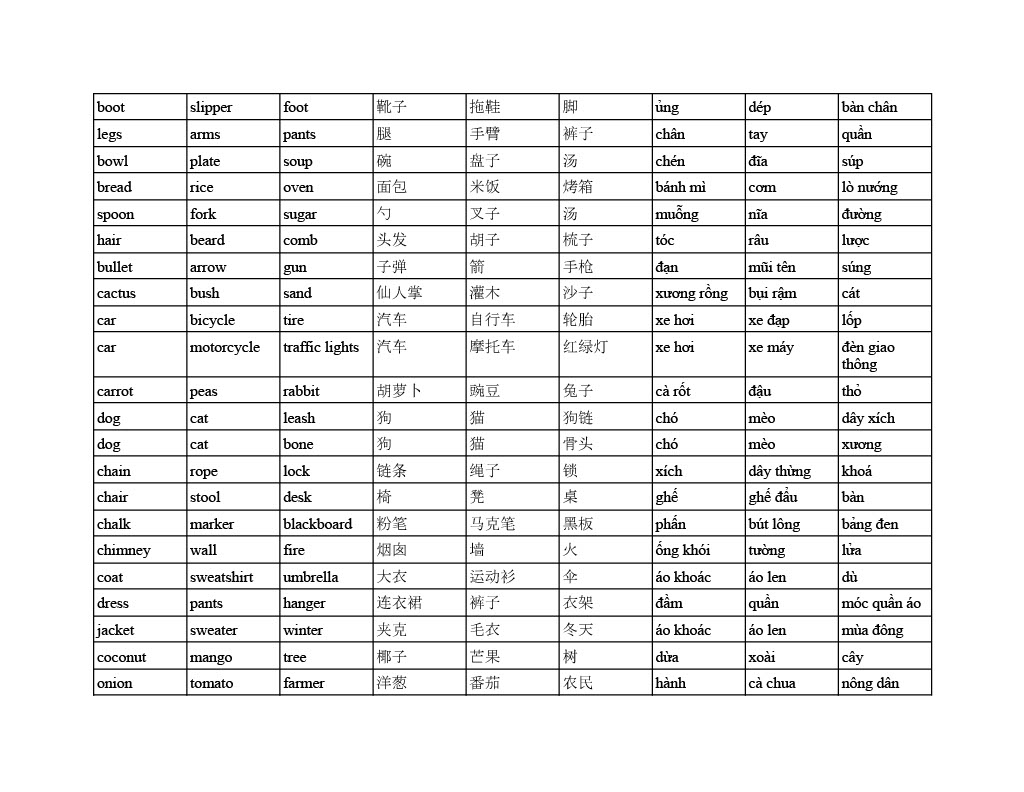 boot slipper foot 靴子 拖鞋 脚 ủng dép bàn chân
legs arms pants 腿 手臂 裤子 chân tay quần
bowl plate soup 碗 盘子 汤 chén đĩa súp
bread rice oven 面包 米饭 烤箱 bánh mì cơm lò nướng
spoon fork sugar 勺 叉子 汤 muỗng nĩa đường
hair beard comb 头发 胡子 梳子 tóc râu lược
bullet arrow gun 子弹 箭 手枪 đạn mũi tên súng
cactus bush sand 仙人掌 灌木 沙子 xương rồng bụi rậm cát
car bicycle tire 汽车 自行车 轮胎 xe hơi xe đạp lốp
car motorcycle traffic lights 汽车 摩托车 红绿灯 xe hơi xe máy đèn giao
thông
carrot peas rabbit 胡萝卜 豌豆 兔子 cà rốt đậu thỏ
dog cat leash 狗 猫 狗链 chó mèo dây xích
dog cat bone 狗 猫 骨头 chó mèo xương
chain rope lock 链条 绳子 锁 xích dây thừng khoá
chair stool desk 椅 凳 桌 ghế ghế đẩu bàn
chalk marker blackboard 粉笔 马克笔 黑板 phấn bút lông bảng đen
chimney wall fire 烟囱 墙 火 ống khói tường lửa
coat sweatshirt umbrella 大衣 运动衫 伞 áo khoác áo len dù
dress pants hanger 连衣裙 裤子 衣架 đầm quần móc quần áo
jacket sweater winter 夹克 毛衣 冬天 áo khoác áo len mùa đông
coconut mango tree 椰子 芒果 树 dừa xoài cây
onion tomato farmer 洋葱 番茄 农民 hành cà chua nông dân